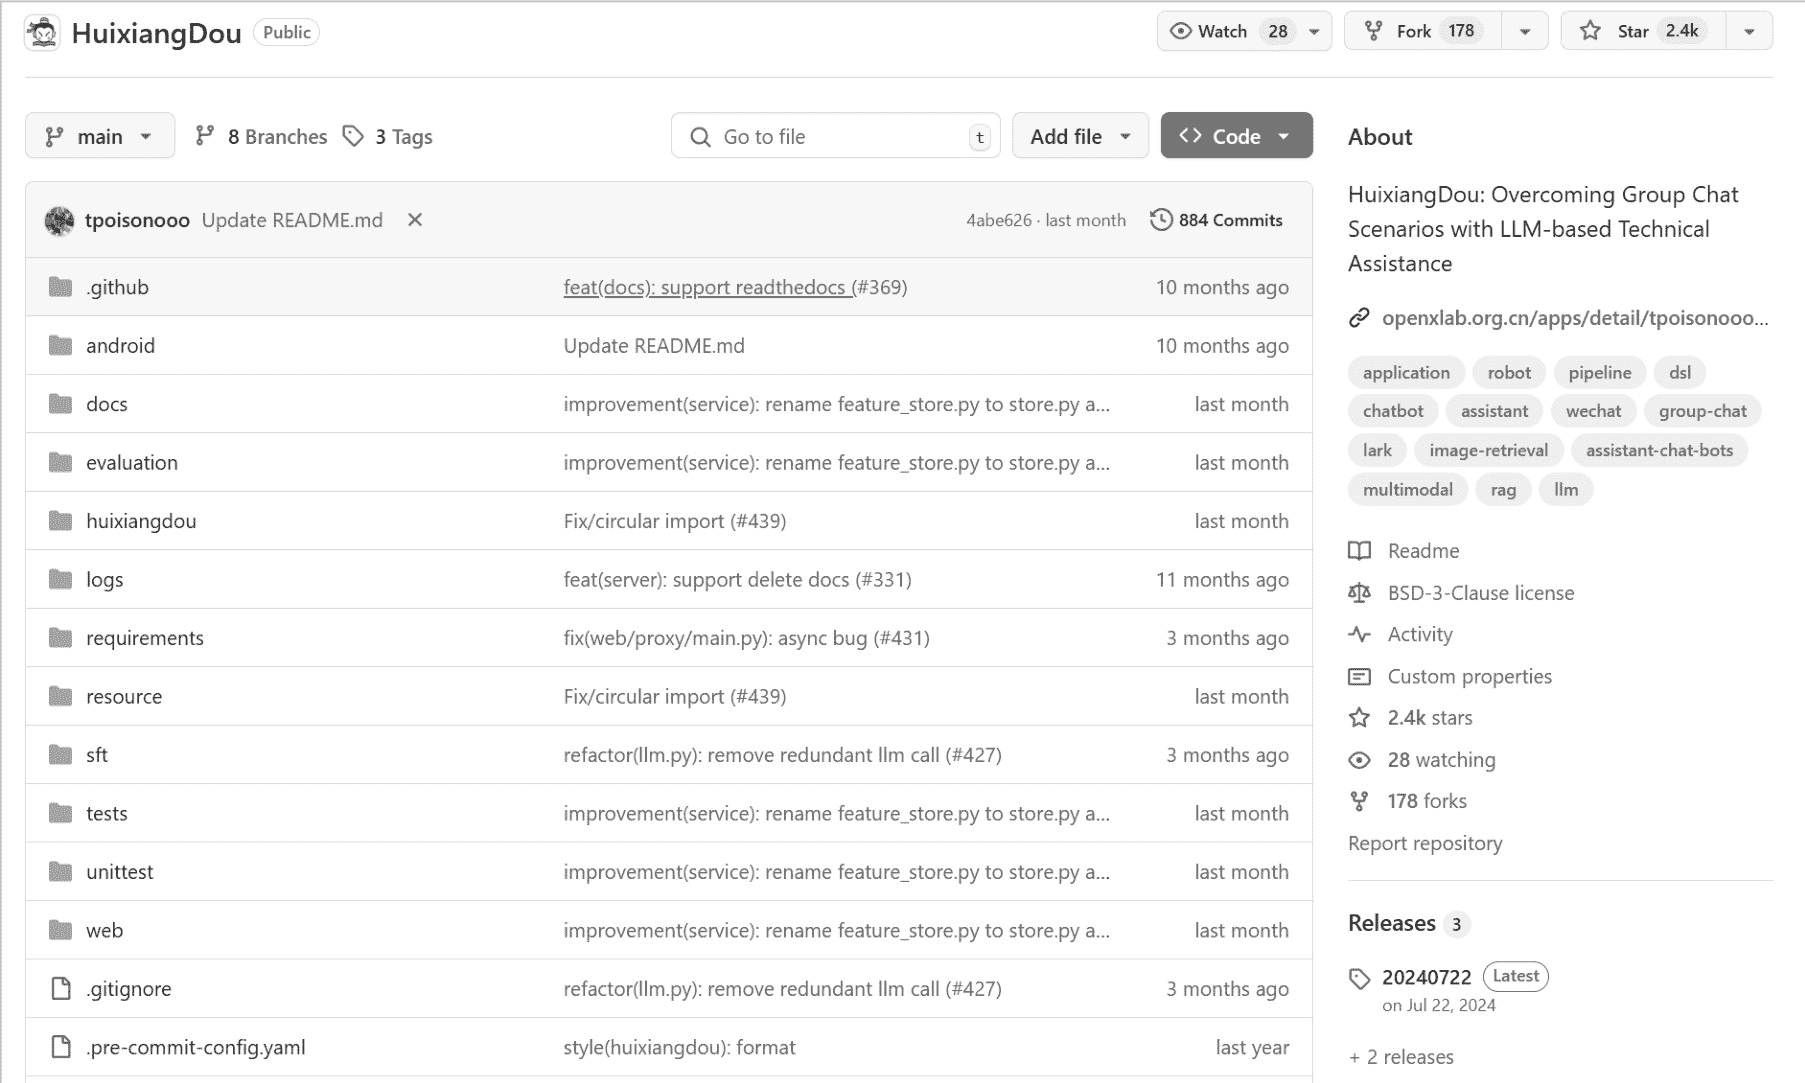 HuixiangDou Public Watch 28 Fork 178 Star 2.4k
main 8 Branches 3 Tags Go to file t Add file Code
tpoisonooo Update README.md 4abe626 · last month 884 Commits
.github feat(docs): support readthedocs (#369) 10 months ago
android Update README.md 10 months ago
docs improvement(service): rename feature_store.py to store.py a... last month
evaluation improvement(service): rename feature_store.py to store.py a... last month
huixiangdou Fix/circular import (#439) last month
logs feat(server): support delete docs (#331) 11 months ago
requirements fix(web/proxy/main.py): async bug (#431) 3 months ago
resource Fix/circular import (#439) last month
sft refactor(llm.py): remove redundant llm call (#427) 3 months ago
tests improvement(service): rename feature_store.py to store.py a... last month
unittest improvement(service): rename feature_store.py to store.py a... last month
web improvement(service): rename feature_store.py to store.py a... last month
.gitignore refactor(llm.py): remove redundant llm call (#427) 3 months ago
.pre-commit-config.yaml style(huixiangdou): format last year
About
HuixiangDou: Overcoming Group Chat
Scenarios with LLM-based Technical
Assistance
openxlab.org.cn/apps/detail/tpoisonooo...
application robot pipeline dsl
chatbot assistant wechat group-chat
lark image-retrieval assistant-chat-bots
multimodal rag llm
Readme
BSD-3-Clause license
Activity
Custom properties
2.4k stars
28 watching
178 forks
Report repository
Releases 3
20240722 Latest
on Jul 22, 2024
+ 2 releases